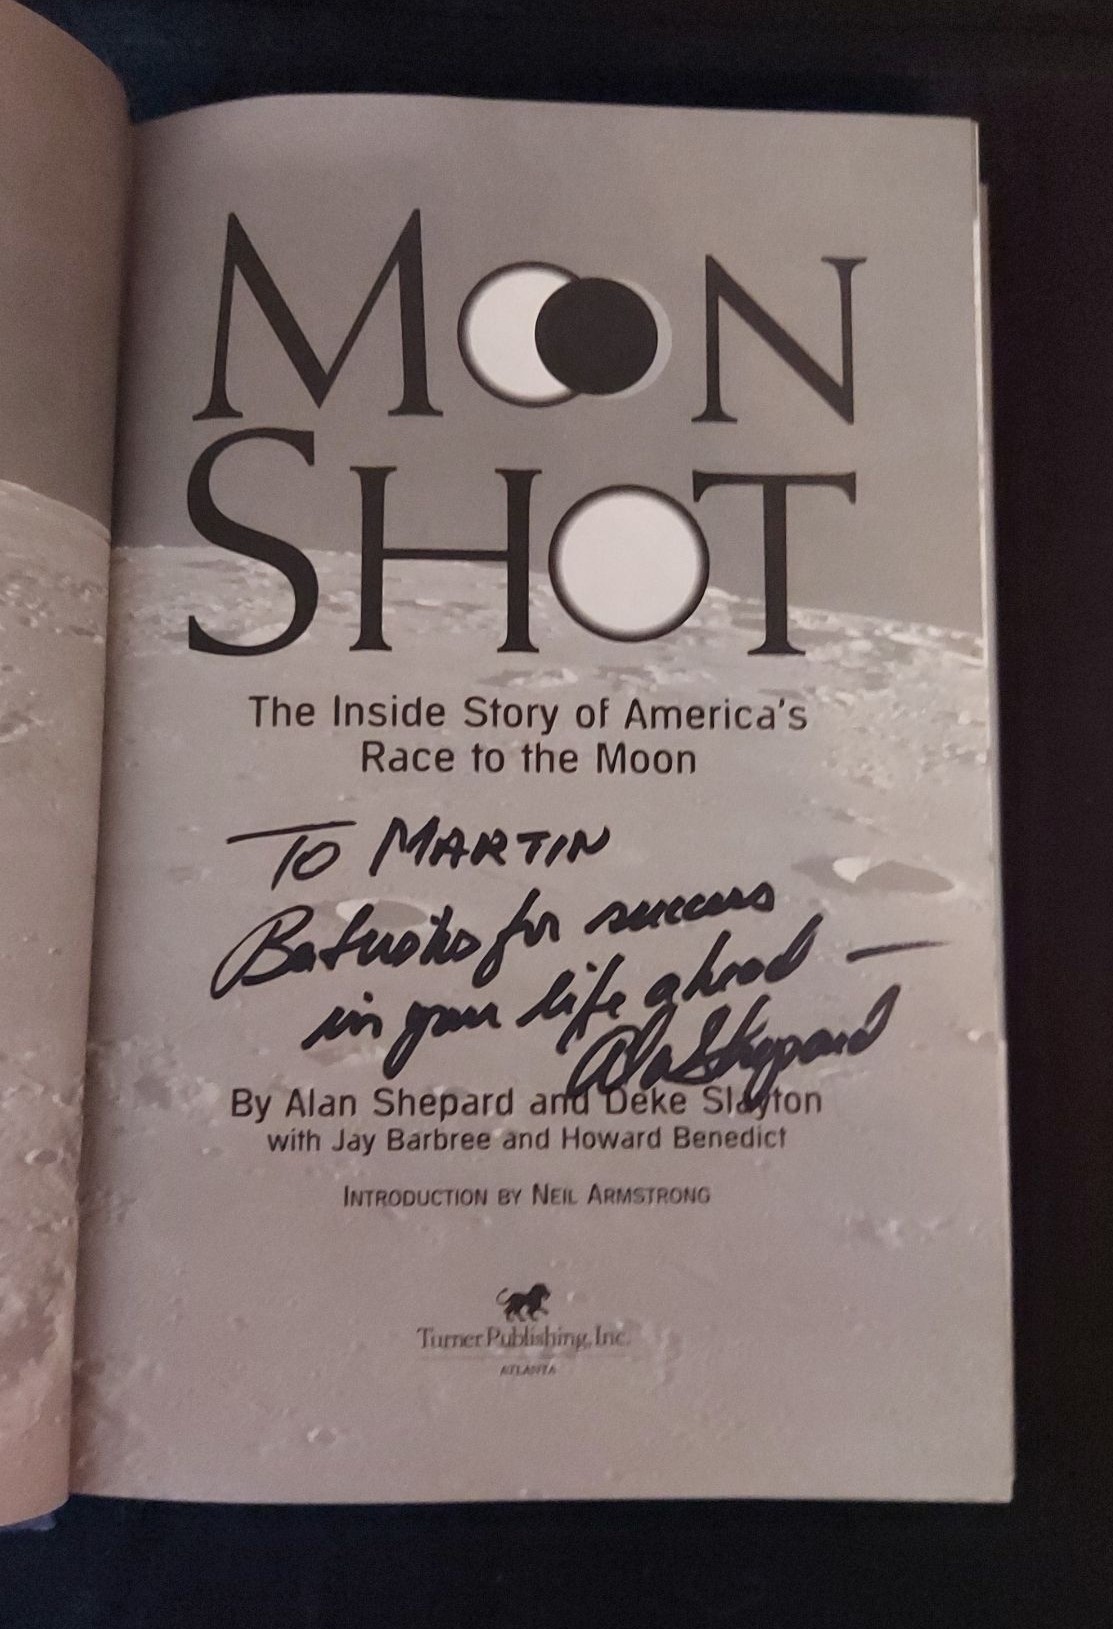 MOON
SHOT
The Inside Story of America's
Race to the Moon
TO MARTIN
Best wishes for success
in your life ahead —
Alan Shepard
By Alan Shepard and Deke Slayton
with Jay Barbree and Howard Benedict
INTRODUCTION BY NEIL ARMSTRONG
Turner Publishing, Inc.
ATLANTA